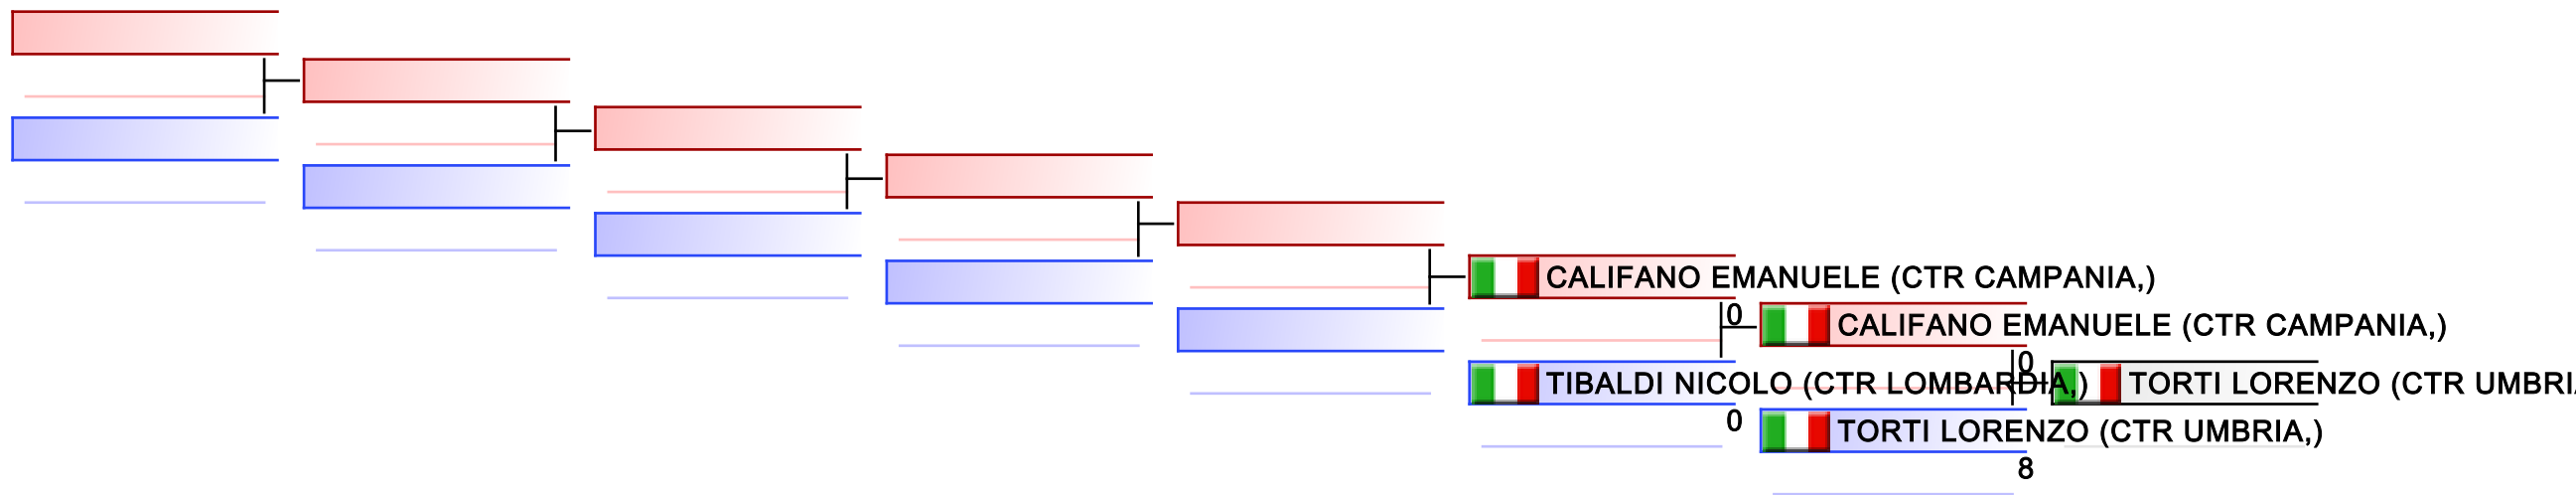 CALIFANO EMANUELE (CTR CAMPANIA,)
0
CALIFANO EMANUELE (CTR CAMPANIA,)
TIBALDI NICOLO (CTR LOMBARDIA,)
0
TORTI LORENZO (CTR UMBRIA
0
TORTI LORENZO (CTR UMBRIA,)
8